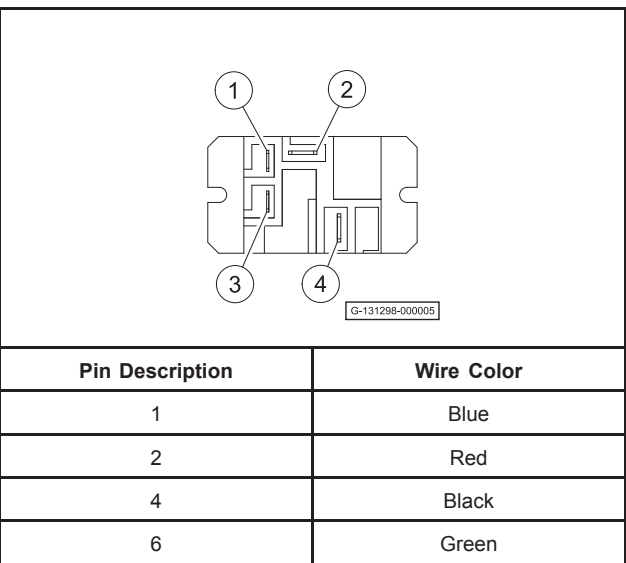 1 2
3 4
G-131298-000005
Pin Description Wire Color
1 Blue
2 Red
4 Black
6 Green